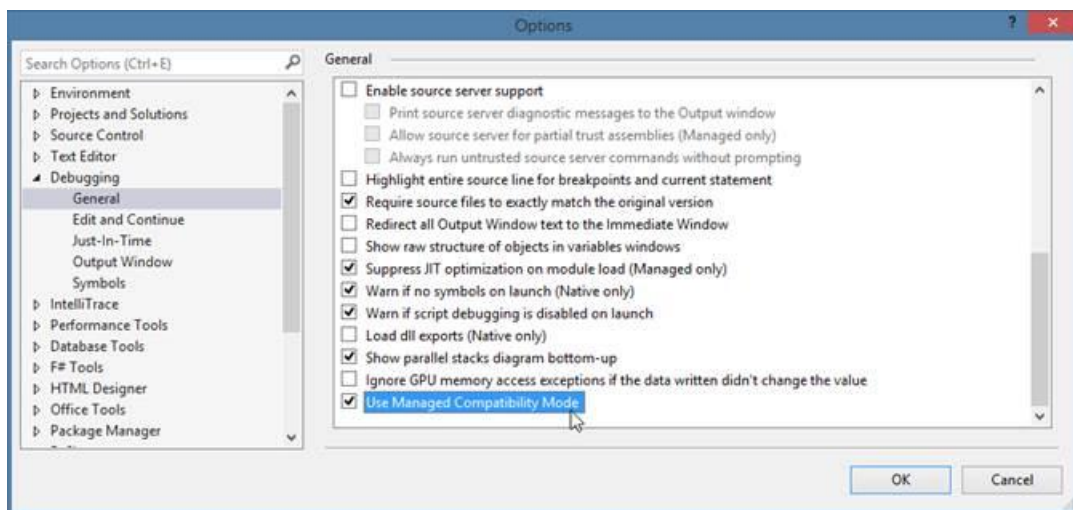 Options
?
Search Options (Ctrl+E)
Environment
Projects and Solutions
Source Control
Text Editor
Debugging
General
Edit and Continue
Just-In-Time
Output Window
Symbols
IntelliTrace
Performance Tools
Database Tools
F# Tools
HTML Designer
Office Tools
Package Manager
General
Enable source server support
Print source server diagnostic messages to the Output window
Allow source server for partial trust assemblies (Managed only)
Always run untrusted source server commands without prompting
Highlight entire source line for breakpoints and current statement
Require source files to exactly match the original version
Redirect all Output Window text to the Immediate Window
Show raw structure of objects in variables windows
Suppress JIT optimization on module load (Managed only)
Warn if no symbols on launch (Native only)
Warn if script debugging is disabled on launch
Load dll exports (Native only)
Show parallel stacks diagram bottom-up
Ignore GPU memory access exceptions if the data written didn't change the value
Use Managed Compatibility Mode
OK
Cancel